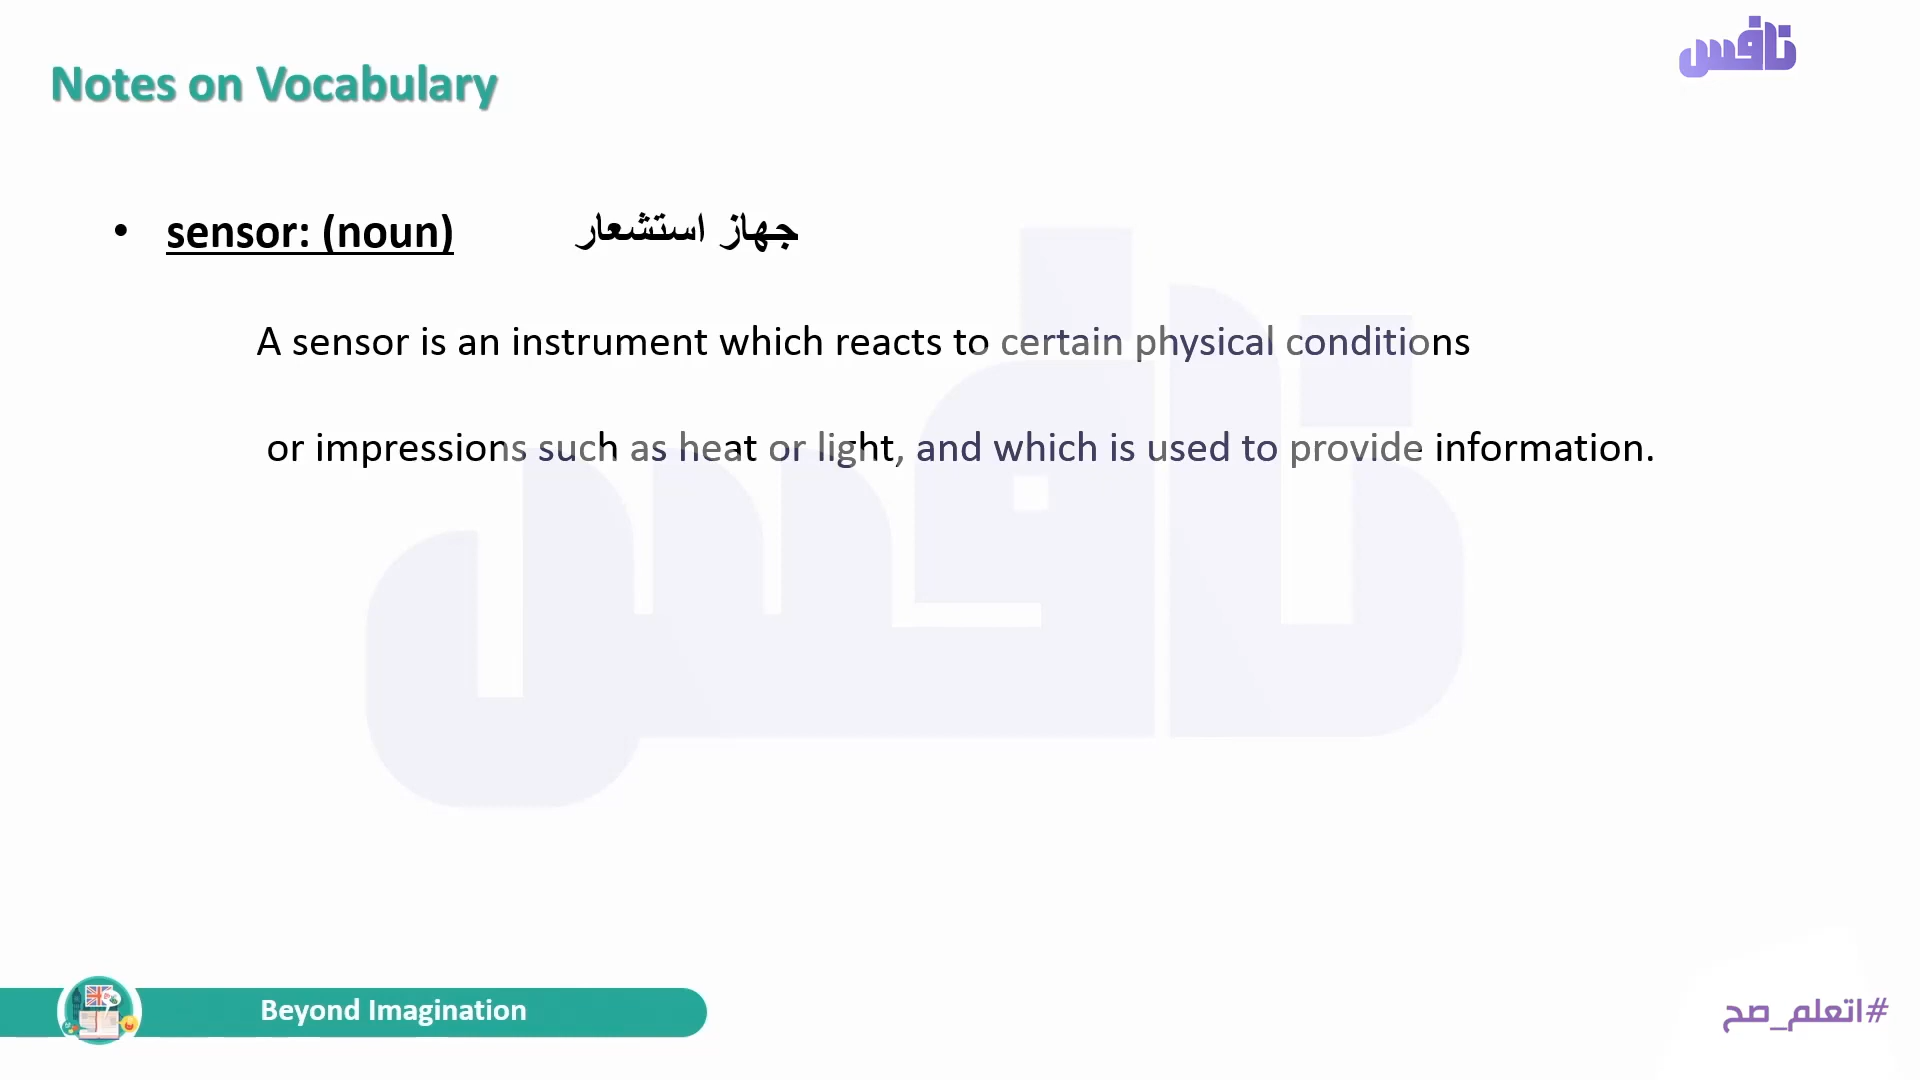 نافس
Notes on Vocabulary
• sensor: (noun) جهاز استشعار
A sensor is an instrument which reacts to certain physical conditions
or impressions such as heat or light, and which is used to provide information.
نافس
Beyond Imagination
#اتعلم_صح